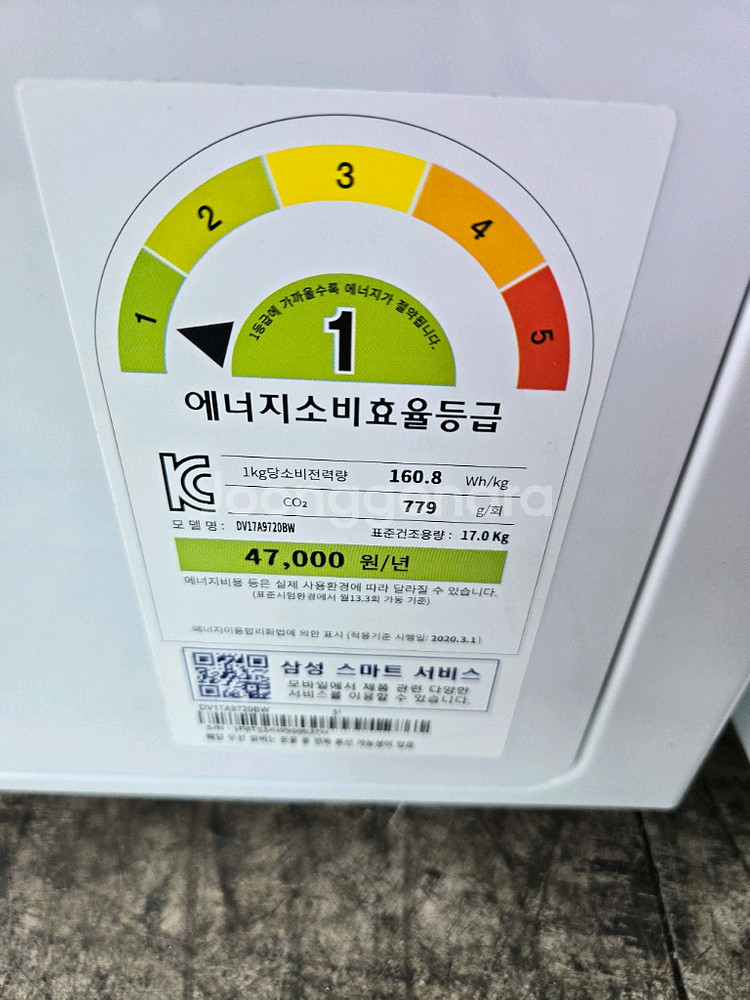 1
2
3
4
5
1등급에 가까울수록 에너지가 절약됩니다.
1
에너지소비효율등급
1kg당소비전력량 160.8 Wh/kg
CO₂ 779 g/회
모델명 : DV17A9720BW 표준건조용량 : 17.0 Kg
47,000 원/년
에너지비용 등은 실제 사용환경에 따라 달라질 수 있습니다.
(표준시험환경에서 월13.3회 가동 기준)
에너지이용합리화법에 의한 표시 (적용기준 시행일: 2020.3.1)
삼성 스마트 서비스
모바일에서 제품 관련 다양한
서비스를 이용할 수 있습니다.
DV17A9720BW
S/N :